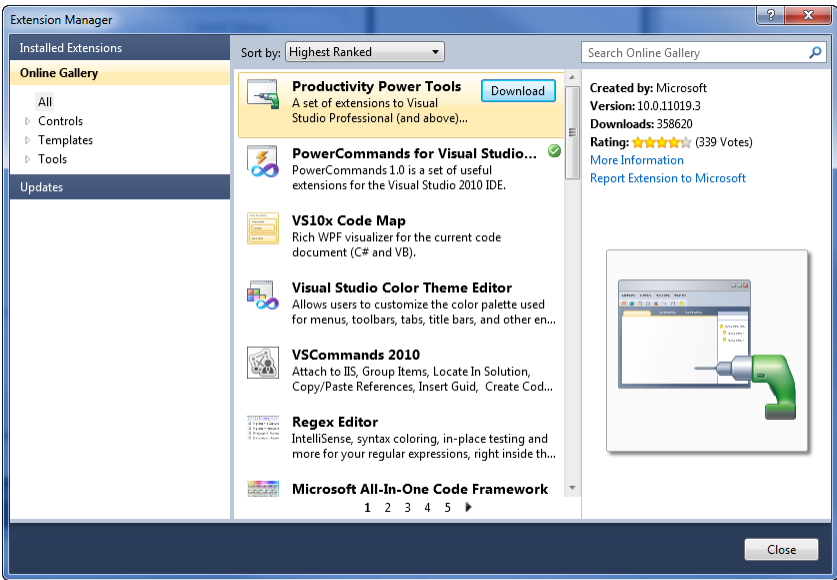 Extension Manager
?
Installed Extensions
Online Gallery
All
Controls
Templates
Tools
Updates
Sort by: Highest Ranked
Search Online Gallery
Productivity Power Tools
Download
A set of extensions to Visual
Studio Professional (and above)...
PowerCommands for Visual Studio...
PowerCommands 1.0 is a set of useful
extensions for the Visual Studio 2010 IDE.
VS10x Code Map
Rich WPF visualizer for the current code
document (C# and VB).
Visual Studio Color Theme Editor
Allows users to customize the color palette used
for menus, toolbars, tabs, title bars, and other en...
VSCommands 2010
Attach to IIS, Group Items, Locate In Solution,
Copy/Paste References, Insert Guid, Create Cod...
Regex Editor
IntelliSense, syntax coloring, in-place testing and
more for your regular expressions, right inside th...
Microsoft All-In-One Code Framework
1 2 3 4 5
Created by: Microsoft
Version: 10.0.11019.3
Downloads: 358620
Rating: (339 Votes)
More Information
Report Extension to Microsoft
Close